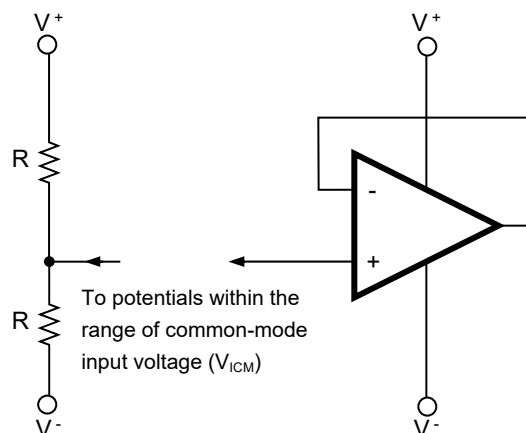 V+
V+
R
-
+
To potentials within the
range of common-mode
input voltage (VICM)
R
V-
V-